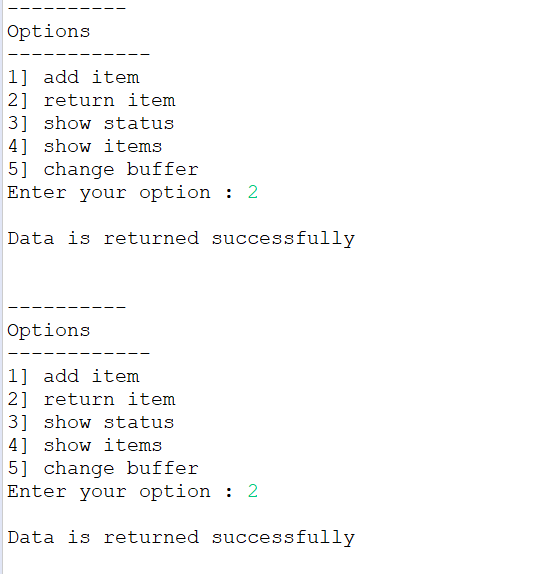 ----------
Options
------------
1] add item
2] return item
3] show status
4] show items
5] change buffer
Enter your option : 2
Data is returned successfully
----------
Options
------------
1] add item
2] return item
3] show status
4] show items
5] change buffer
Enter your option : 2
Data is returned successfully